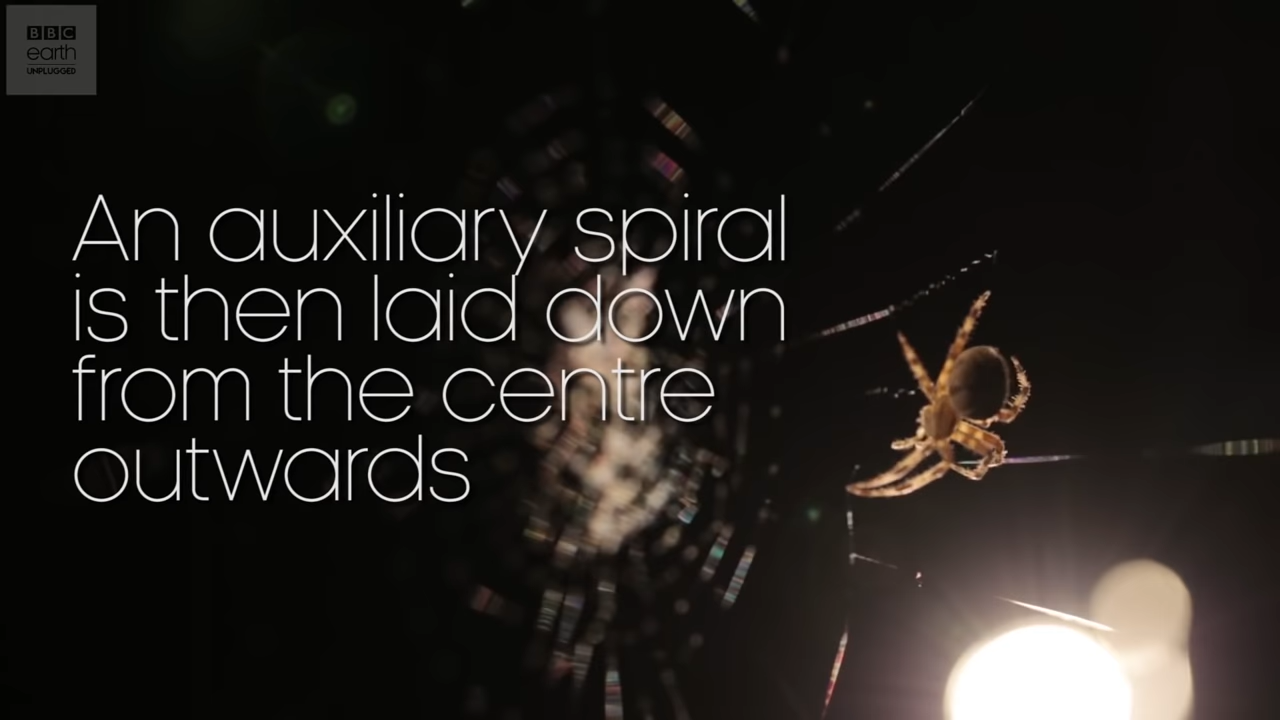 BBC
earth
UNPLUGGED
An auxiliary spiral
is then laid down
from the centre
outwards